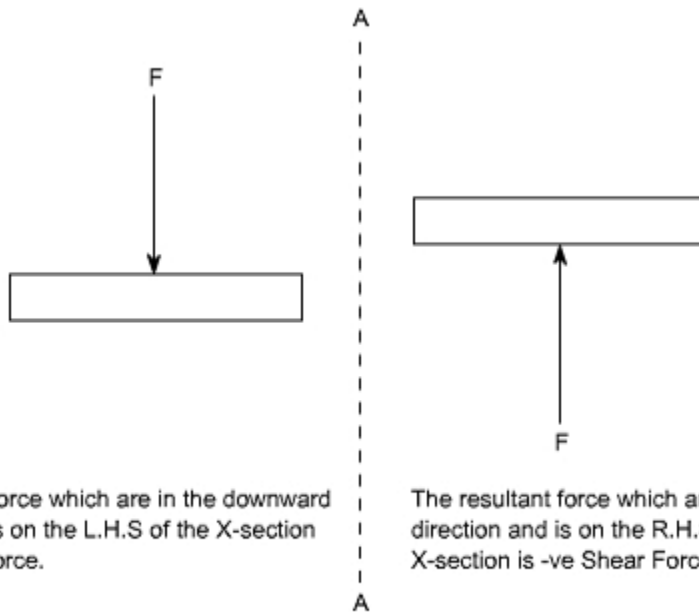 A
F
F
orce which are in the downward
s on the L.H.S of the X-section
orce.
The resultant force which a
direction and is on the R.H.
X-section is -ve Shear Forc
A